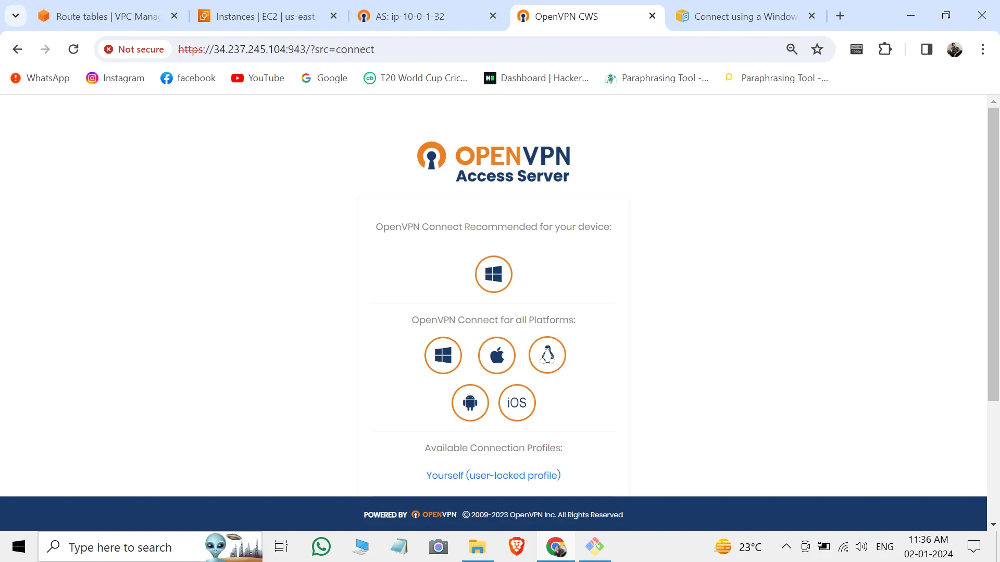 Route tables | VPC Manag
Instances | EC2 | us-east-
AS: ip-10-0-1-32
OpenVPN CWS
Connect using a Window
Not secure
https://34.237.245.104:943/?src=connect
FULLHD
1080p
WhatsApp
Instagram
facebook
YouTube
Google
cb
T20 World Cup Cric...
H
Dashboard | Hacker...
Paraphrasing Tool -...
Paraphrasing Tool -...
OPENVPN
Access Server
OpenVPN Connect Recommended for your device:
OpenVPN Connect for all Platforms:
iOS
Available Connection Profiles:
Yourself (user-locked profile)
POWERED BY OPENVPN © 2009-2023 OpenVPN Inc. All Rights Reserved
Type here to search
23°C
ENG
11:36 AM
02-01-2024